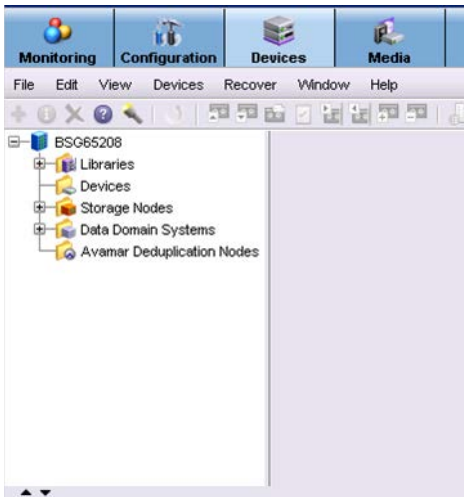 Monitoring Configuration Devices Media
File Edit View Devices Recover Window Help
BSG65208
Libraries
Devices
Storage Nodes
Data Domain Systems
Avamar Deduplication Nodes